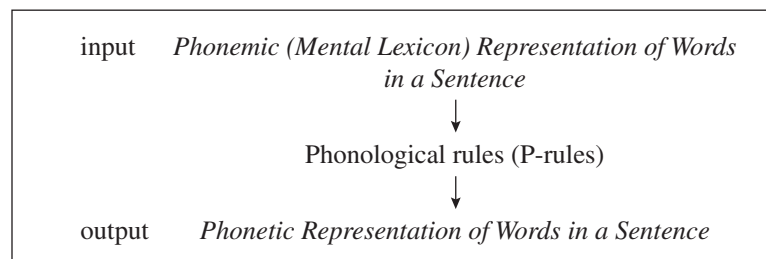 input Phonemic (Mental Lexicon) Representation of Words
in a Sentence
Phonological rules (P-rules)
output Phonetic Representation of Words in a Sentence